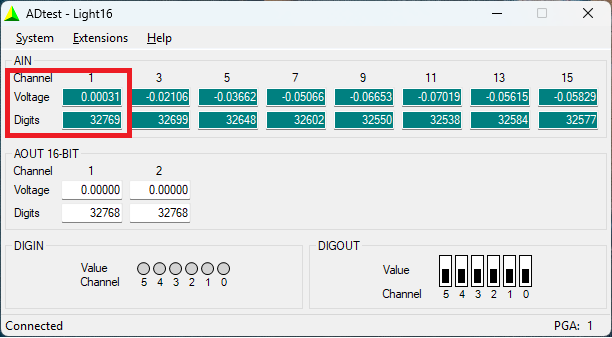 ADtest - Light16
System Extensions Help
AIN
Channel 1 3 5 7 9 11 13 15
Voltage 0.00031 -0.02106 -0.03662 -0.05066 -0.06653 -0.07019 -0.05615 -0.05829
Digits 32769 32699 32648 32602 32550 32538 32584 32577
AOUT 16-BIT
Channel 1 2
Voltage 0.00000 0.00000
Digits 32768 32768
DIGIN
Value
Channel 5 4 3 2 1 0
DIGOUT
Value
Channel 5 4 3 2 1 0
Connected PGA: 1